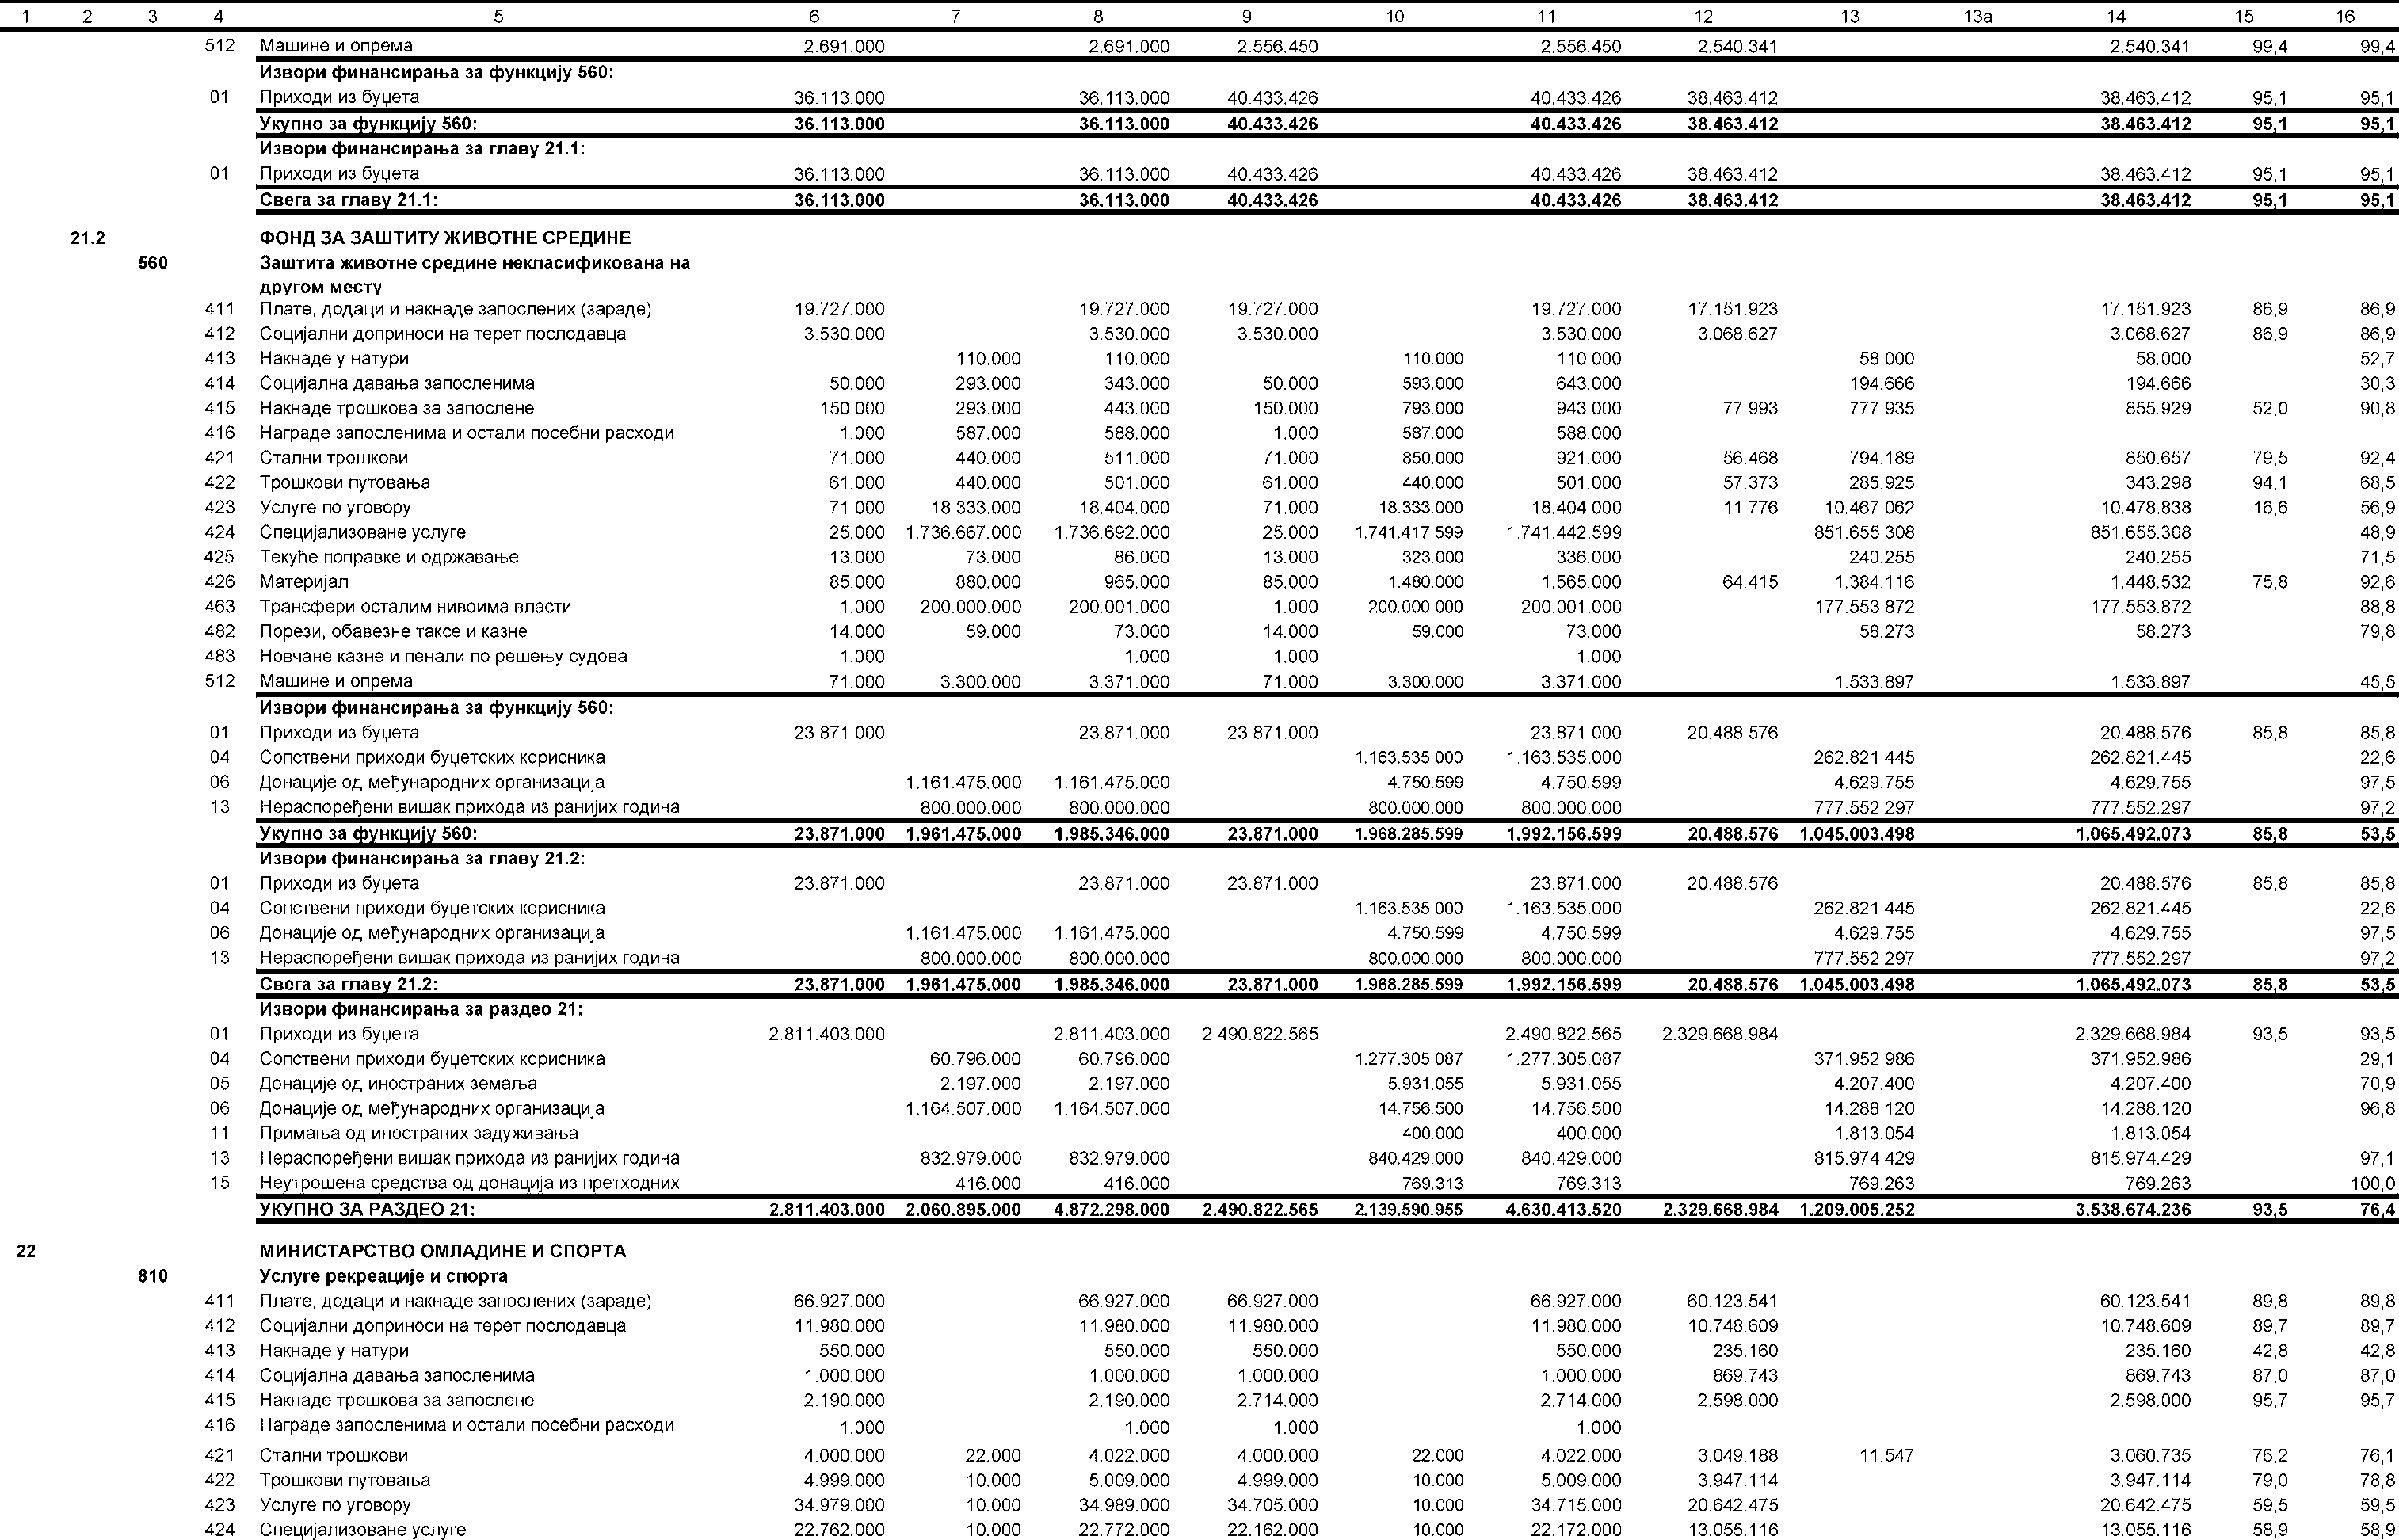 1 2 3 4 5 6 7 8 9 10 11 12 13 13a 14 15 16
512 Машине и опрема 2.691.000 2.691.000 2.556.450 2.556.450 2.540.341 2.540.341 99,4 99,4
Извори финансирања за функцију 560:
01 Приходи из буџета 36.113.000 36.113.000 40.433.426 40.433.426 38.463.412 38.463.412 95,1 95,1
Укупно за функцију 560: 36.113.000 36.113.000 40.433.426 40.433.426 38.463.412 38.463.412 95,1 95,1
Извори финансирања за главу 21.1:
01 Приходи из буџета 36.113.000 36.113.000 40.433.426 40.433.426 38.463.412 38.463.412 95,1 95,1
Свега за главу 21.1: 36.113.000 36.113.000 40.433.426 40.433.426 38.463.412 38.463.412 95,1 95,1
21.2 ФОНД ЗА ЗАШТИТУ ЖИВОТНЕ СРЕДИНЕ
560 Заштита животне средине некласификована на
другом месту
411 Плате, додаци и накнаде запослених (зараде) 19.727.000 19.727.000 19.727.000 19.727.000 17.151.923 17.151.923 86,9 86,9
412 Социјални доприноси на терет послодавца 3.530.000 3.530.000 3.530.000 3.530.000 3.068.627 3.068.627 86,9 86,9
413 Накнаде у натури 110.000 110.000 110.000 110.000 58.000 58.000 52,7
414 Социјална давања запосленима 50.000 293.000 343.000 50.000 593.000 643.000 194.666 194.666 30,3
415 Накнаде трошкова за запослене 150.000 293.000 443.000 150.000 793.000 943.000 77.993 777.935 855.929 52,0 90,8
416 Награде запосленима и остали посебни расходи 1.000 587.000 588.000 1.000 587.000 588.000
421 Стални трошкови 71.000 440.000 511.000 71.000 850.000 921.000 56.468 794.189 850.657 79,5 92,4
422 Трошкови путовања 61.000 440.000 501.000 61.000 440.000 501.000 57.373 285.925 343.298 94,1 68,5
423 Услуге по уговору 71.000 18.333.000 18.404.000 71.000 18.333.000 18.404.000 11.776 10.467.062 10.478.838 16,6 56,9
424 Специјализоване услуге 25.000 1.736.667.000 1.736.692.000 25.000 1.741.417.599 1.741.442.599 851.655.308 851.655.308 48,9
425 Текуће поправке и одржавање 13.000 73.000 86.000 13.000 323.000 336.000 240.255 240.255 71,5
426 Материјал 85.000 880.000 965.000 85.000 1.480.000 1.565.000 64.415 1.384.116 1.448.532 75,8 92,6
463 Трансфери осталим нивоима власти 1.000 200.000.000 200.001.000 1.000 200.000.000 200.001.000 177.553.872 177.553.872 88,8
482 Порези, обавезне таксе и казне 14.000 59.000 73.000 14.000 59.000 73.000 58.273 58.273 79,8
483 Новчане казне и пенали по решењу судова 1.000 1.000 1.000 1.000
512 Машине и опрема 71.000 3.300.000 3.371.000 71.000 3.300.000 3.371.000 1.533.897 1.533.897 45,5
Извори финансирања за функцију 560:
01 Приходи из буџета 23.871.000 23.871.000 23.871.000 23.871.000 20.488.576 20.488.576 85,8 85,8
04 Сопствени приходи буџетских корисника 1.163.535.000 1.163.535.000 262.821.445 262.821.445 22,6
06 Донације од међународних организација 1.161.475.000 1.161.475.000 4.750.599 4.750.599 4.629.755 4.629.755 97,5
13 Нераспоређени вишак прихода из ранијих година 800.000.000 800.000.000 800.000.000 800.000.000 777.552.297 777.552.297 97,2
Укупно за функцију 560: 23.871.000 1.961.475.000 1.985.346.000 23.871.000 1.968.285.599 1.992.156.599 20.488.576 1.045.003.498 1.065.492.073 85,8 53,5
Извори финансирања за главу 21.2:
01 Приходи из буџета 23.871.000 23.871.000 23.871.000 23.871.000 20.488.576 20.488.576 85,8 85,8
04 Сопствени приходи буџетских корисника 1.163.535.000 1.163.535.000 262.821.445 262.821.445 22,6
06 Донације од међународних организација 1.161.475.000 1.161.475.000 4.750.599 4.750.599 4.629.755 4.629.755 97,5
13 Нераспоређени вишак прихода из ранијих година 800.000.000 800.000.000 800.000.000 800.000.000 777.552.297 777.552.297 97,2
Свега за главу 21.2: 23.871.000 1.961.475.000 1.985.346.000 23.871.000 1.968.285.599 1.992.156.599 20.488.576 1.045.003.498 1.065.492.073 85,8 53,5
Извори финансирања за раздео 21:
01 Приходи из буџета 2.811.403.000 2.811.403.000 2.490.822.565 2.490.822.565 2.329.668.984 2.329.668.984 93,5 93,5
04 Сопствени приходи буџетских корисника 60.796.000 60.796.000 1.277.305.087 1.277.305.087 371.952.986 371.952.986 29,1
05 Донације од иностраних земаља 2.197.000 2.197.000 5.931.055 5.931.055 4.207.400 4.207.400 70,9
06 Донације од међународних организација 1.164.507.000 1.164.507.000 14.756.500 14.756.500 14.288.120 14.288.120 96,8
11 Примања од иностраних задуживања 400.000 400.000 1.813.054 1.813.054
13 Нераспоређени вишак прихода из ранијих година 832.979.000 832.979.000 840.429.000 840.429.000 815.974.429 815.974.429 97,1
15 Неутрошена средства од донација из претходних 416.000 416.000 769.313 769.313 769.263 769.263 100,0
УКУПНО ЗА РАЗДЕО 21: 2.811.403.000 2.060.895.000 4.872.298.000 2.490.822.565 2.139.590.955 4.630.413.520 2.329.668.984 1.209.005.252 3.538.674.236 93,5 76,4
22 МИНИСТАРСТВО ОМЛАДИНЕ И СПОРТА
810 Услуге рекреације и спорта
411 Плате, додаци и накнаде запослених (зараде) 66.927.000 66.927.000 66.927.000 66.927.000 60.123.541 60.123.541 89,8 89,8
412 Социјални доприноси на терет послодавца 11.980.000 11.980.000 11.980.000 11.980.000 10.748.609 10.748.609 89,7 89,7
413 Накнаде у натури 550.000 550.000 550.000 550.000 235.160 235.160 42,8 42,8
414 Социјална давања запосленима 1.000.000 1.000.000 1.000.000 1.000.000 869.743 869.743 87,0 87,0
415 Накнаде трошкова за запослене 2.190.000 2.190.000 2.714.000 2.714.000 2.598.000 2.598.000 95,7 95,7
416 Награде запосленима и остали посебни расходи 1.000 1.000 1.000 1.000
421 Стални трошкови 4.000.000 22.000 4.022.000 4.000.000 22.000 4.022.000 3.049.188 11.547 3.060.735 76,2 76,1
422 Трошкови путовања 4.999.000 10.000 5.009.000 4.999.000 10.000 5.009.000 3.947.114 3.947.114 79,0 78,8
423 Услуге по уговору 34.979.000 10.000 34.989.000 34.705.000 10.000 34.715.000 20.642.475 20.642.475 59,5 59,5
424 Специјализоване услуге 22.762.000 10.000 22.772.000 22.162.000 10.000 22.172.000 13.055.116 13.055.116 58,9 58,9